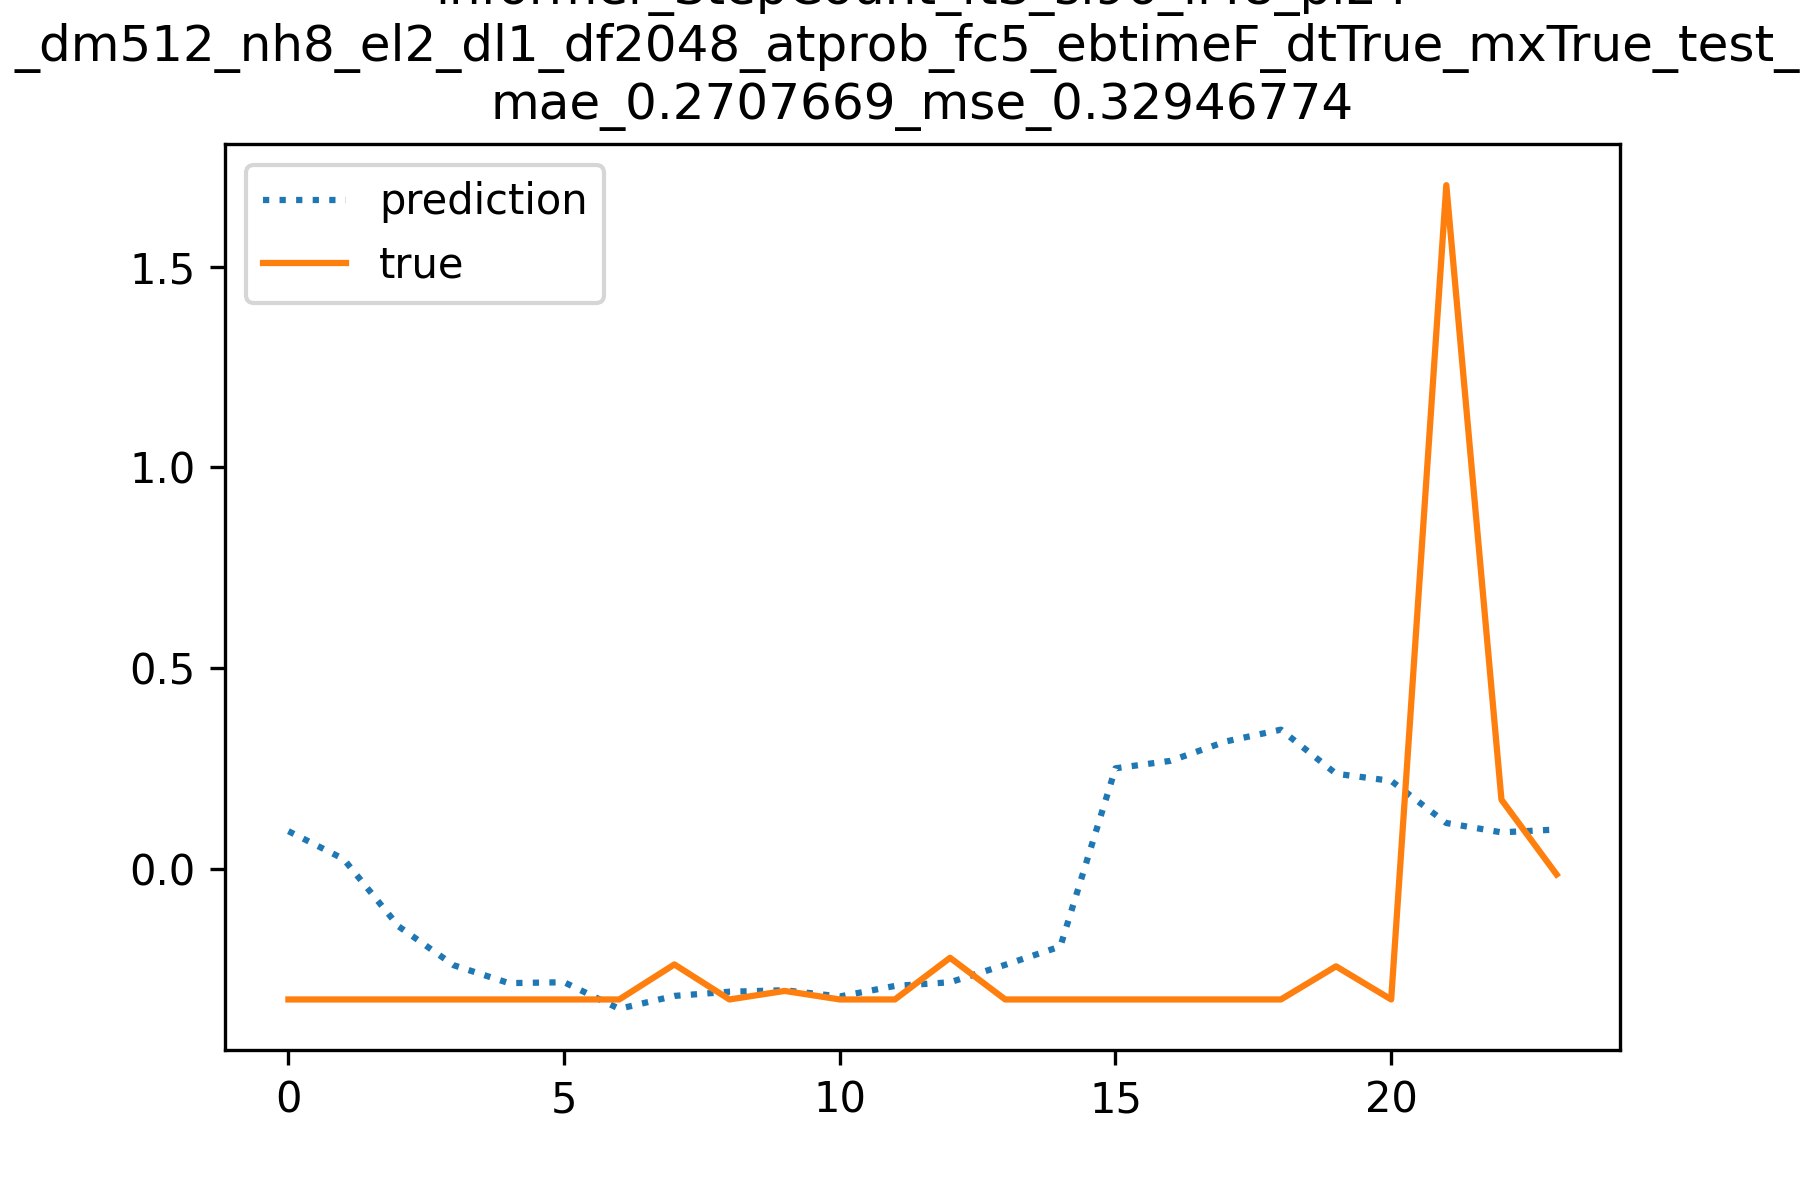 informer_StepCount_ftS_sl96_ll48_pl24
_dm512_nh8_el2_dl1_df2048_atprob_fc5_ebtimeF_dtTrue_mxTrue_test_
mae_0.2707669_mse_0.32946774
prediction
true
1.5
1.0
0.5
0.0
0 5 10 15 20